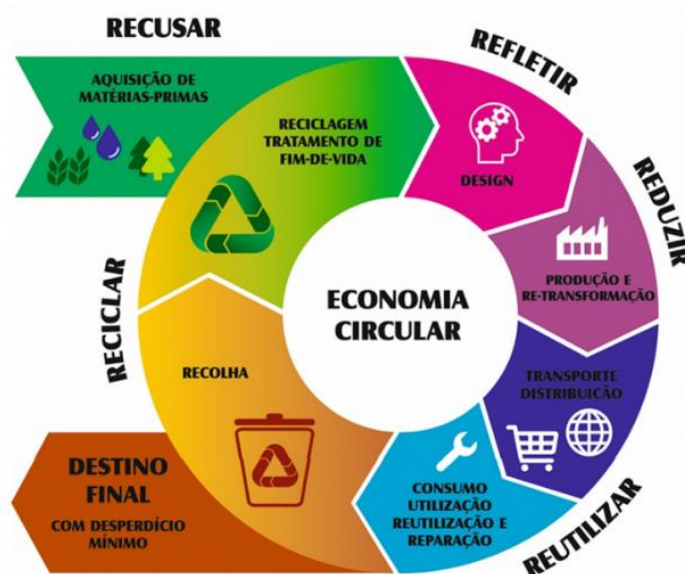 RECUSAR
AQUISIÇÃO DE
MATÉRIAS-PRIMAS
RECICLAGEM
TRATAMENTO DE
FIM-DE-VIDA
REFLETIR
DESIGN
REDUZIR
PRODUÇÃO E
RE-TRANSFORMAÇÃO
ECONOMIA
CIRCULAR
TRANSPORTE
DISTRIBUIÇÃO
REUTILIZAR
CONSUMO
UTILIZAÇÃO
REUTILIZAÇÃO E
REPARAÇÃO
RECICLAR
RECOLHA
DESTINO
FINAL
COM DESPERDÍCIO
MÍNIMO